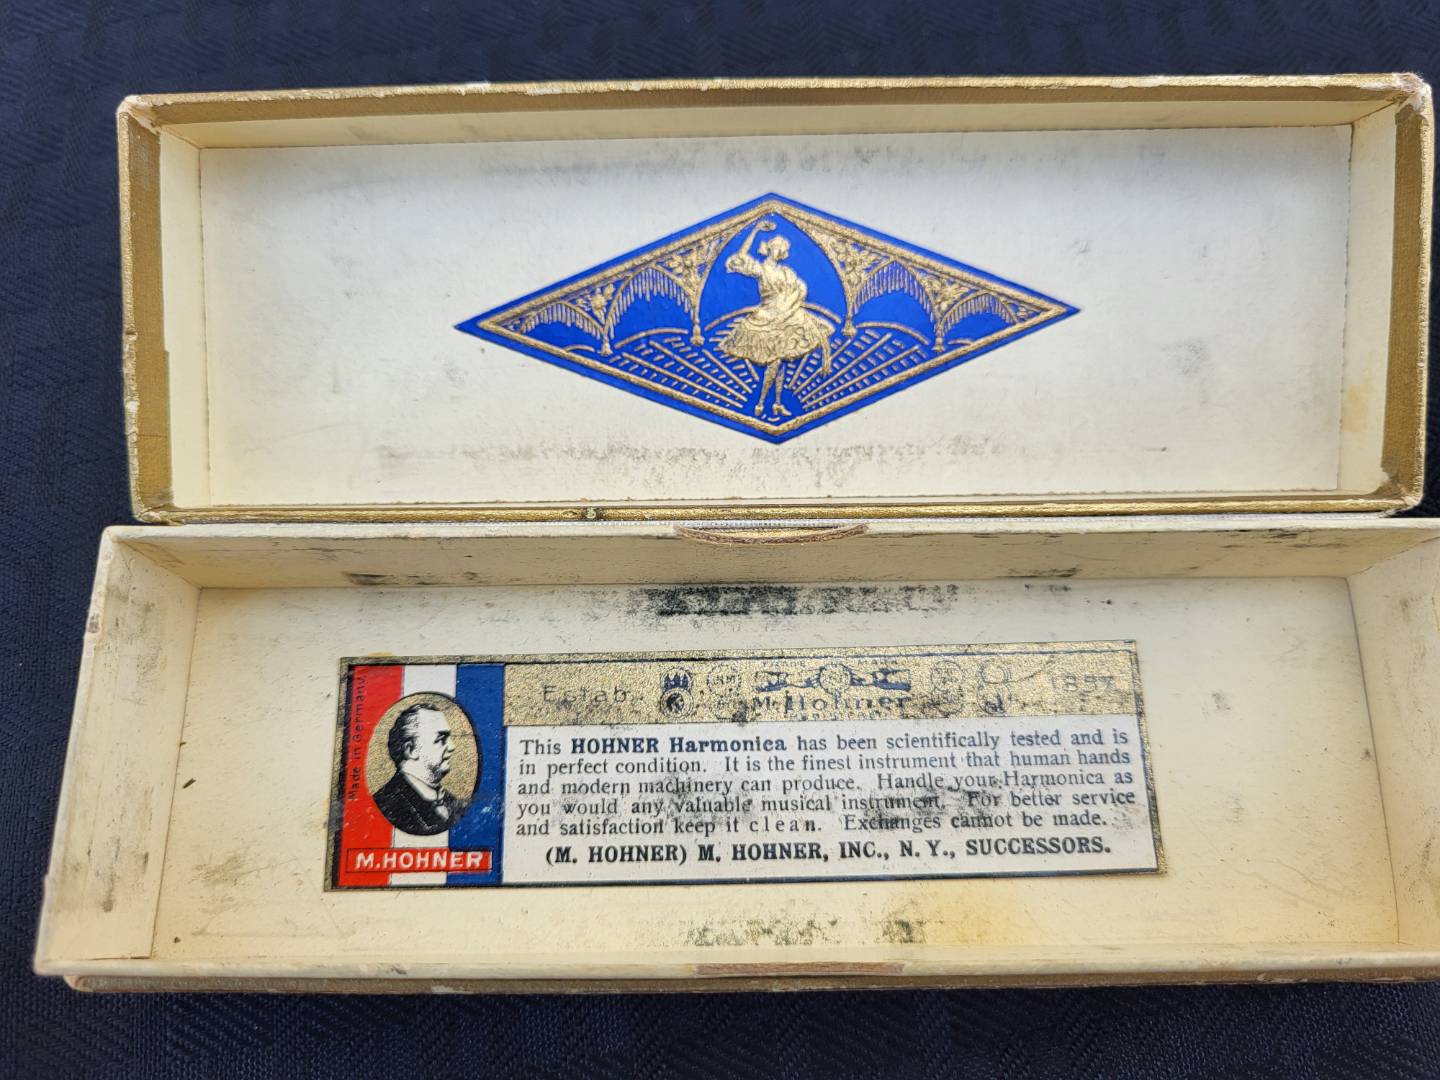 Made in Germany.
M. HOHNER
Estab. 1857
M. Hohner
This HOHNER Harmonica has been scientifically tested and is
in perfect condition. It is the finest instrument that human hands
and modern machinery can produce. Handle your Harmonica as
you would any valuable musical instrument. For better service
and satisfaction keep it clean. Exchanges cannot be made.
(M. HOHNER) M. HOHNER, INC., N. Y., SUCCESSORS.